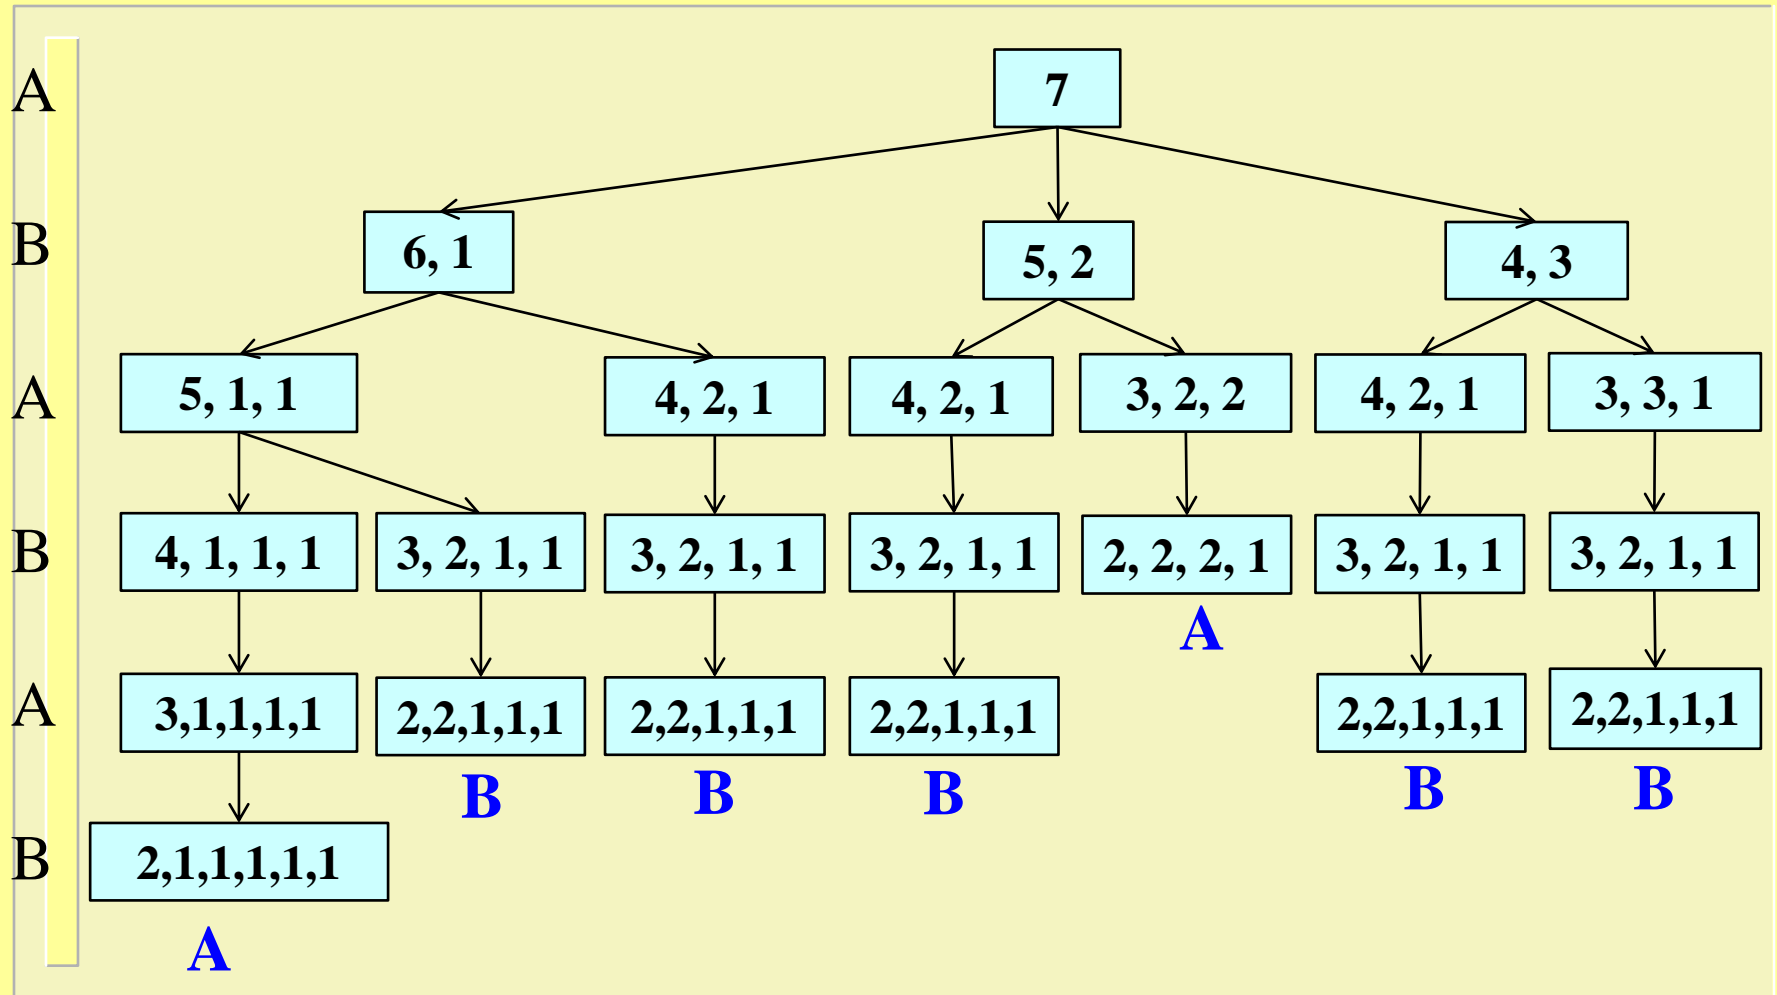 A
7
B
6, 1
5, 2
4, 3
A
5, 1, 1
4, 2, 1
4, 2, 1
3, 2, 2
4, 2, 1
3, 3, 1
B
4, 1, 1, 1
3, 2, 1, 1
3, 2, 1, 1
3, 2, 1, 1
2, 2, 2, 1
3, 2, 1, 1
3, 2, 1, 1
A
A
3,1,1,1,1
2,2,1,1,1
2,2,1,1,1
2,2,1,1,1
2,2,1,1,1
2,2,1,1,1
B
B
B
B
B
B
2,1,1,1,1,1
A